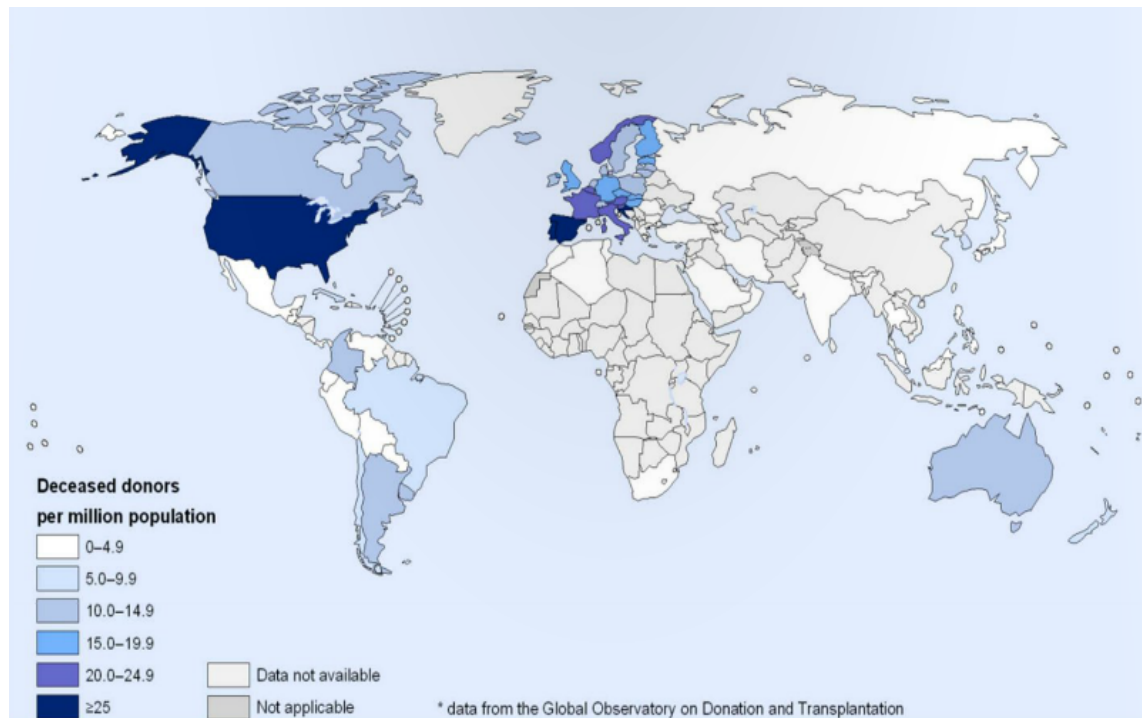 Deceased donors
per million population
0–4.9
5.0–9.9
10.0–14.9
15.0–19.9
20.0–24.9
≥25
Data not available
Not applicable
* data from the Global Observatory on Donation and Transplantation